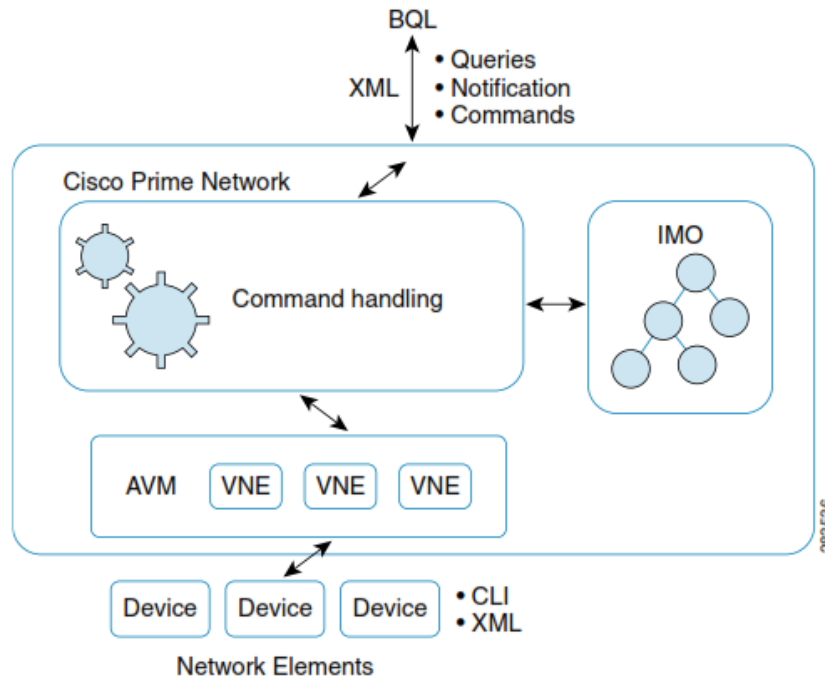 BQL
XML
• Queries
• Notification
• Commands
Cisco Prime Network
Command handling
IMO
AVM
VNE
VNE
VNE
Device
Device
Device
• CLI
• XML
Network Elements